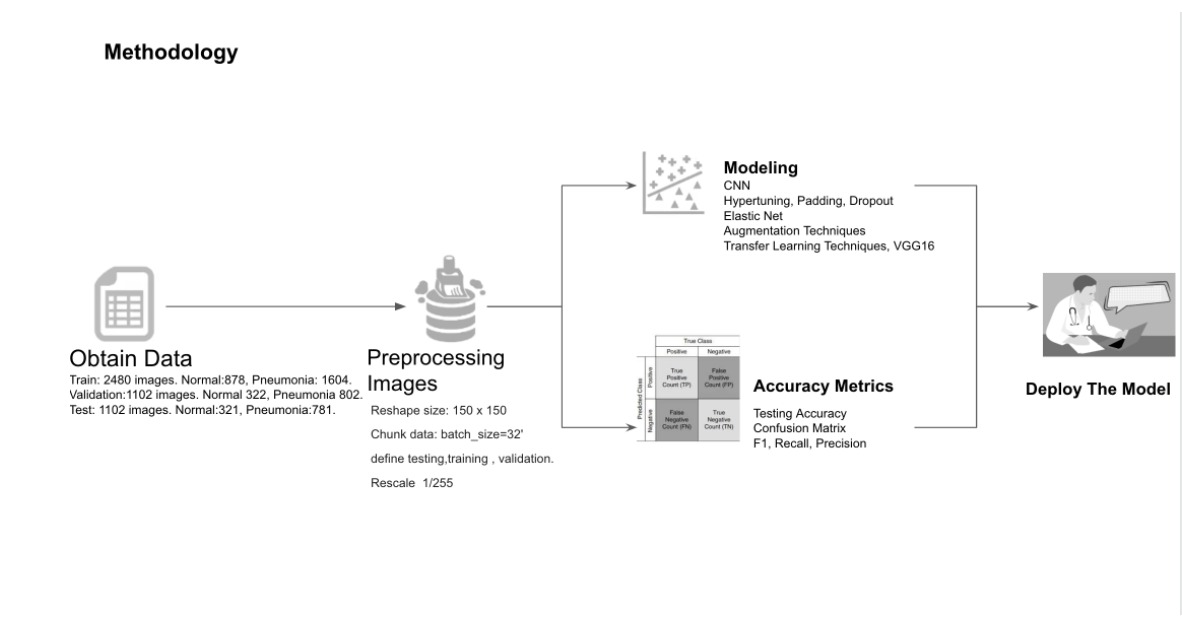 Methodology
Obtain Data
Train: 2480 images. Normal:878, Pneumonia: 1604.
Validation:1102 images. Normal 322, Pneumonia 802.
Test: 1102 images. Normal:321, Pneumonia:781.
Preprocessing
Images
Reshape size: 150 x 150
Chunk data: batch_size=32'
define testing,training , validation.
Rescale 1/255
Modeling
CNN
Hypertuning, Padding, Dropout
Elastic Net
Augmentation Techniques
Transfer Learning Techniques, VGG16
True Class
Positive Negative
Predicted Class
Positive
Negative
True
Positive
Count (TP)
False
Positive
Count (FP)
False
Negative
Count (FN)
True
Negative
Count (TN)
Accuracy Metrics
Testing Accuracy
Confusion Matrix
F1, Recall, Precision
Deploy The Model